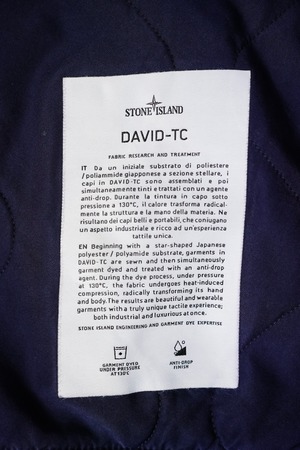 STONE ISLAND
DAVID-TC
FABRIC RESEARCH AND TREATMENT
IT Da un iniziale substrato di poliestere
/poliammide giapponese a sezione stellare, i
capi in DAVID-TC sono assemblati e poi
simultaneamente tinti e trattati con un agente
anti-drop. Durante la tintura in capo sotto
pressione a 130°C, il calore trasforma radical-
mente la struttura e la mano della materia. Ne
risultano dei capi belli e portabili, che coniugano
un aspetto industriale e ricco ad un'esperienza
tattile unica.
EN Beginning with a star-shaped Japanese
polyester / polyamide substrate, garments in
DAVID-TC are sewn and then simultaneously
garment dyed and treated with an anti-drop
agent. During the dye process, under pressure
at 130°C, the fabric undergoes heat-induced
compression, radically transforming its hand
and body. The results are beautiful and wearable
garments with a truly unique tactile experience;
both industrial and luxurious at once.
STONE ISLAND ENGINEERING AND GARMENT DYE EXPERTISE
GARMENT DYED
UNDER PRESSURE
AT 130°C
ANTI-DROP
FINISH